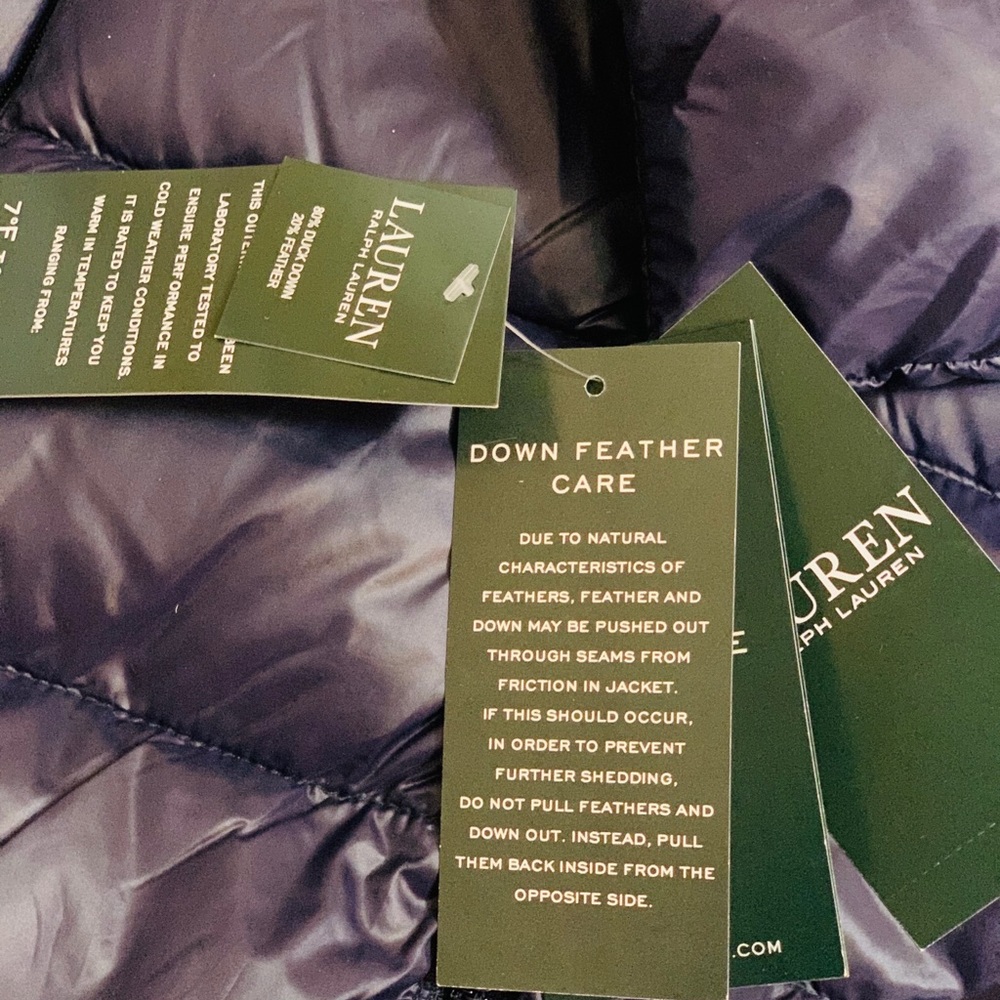 LAUREN
RALPH LAUREN
80% DUCK DOWN
20% FEATHER
LABORATORY TESTED TO
ENSURE PERFORMANCE IN
COLD WEATHER CONDITIONS.
IT IS RATED TO KEEP YOU
WARM IN TEMPERATURES
RANGING FROM:
7°F
DOWN FEATHER
CARE
DUE TO NATURAL
CHARACTERISTICS OF
FEATHERS, FEATHER AND
DOWN MAY BE PUSHED OUT
THROUGH SEAMS FROM
FRICTION IN JACKET.
IF THIS SHOULD OCCUR,
IN ORDER TO PREVENT
FURTHER SHEDDING,
DO NOT PULL FEATHERS AND
DOWN OUT. INSTEAD, PULL
THEM BACK INSIDE FROM THE
OPPOSITE SIDE.
E
.COM
UREN
PH LAUREN